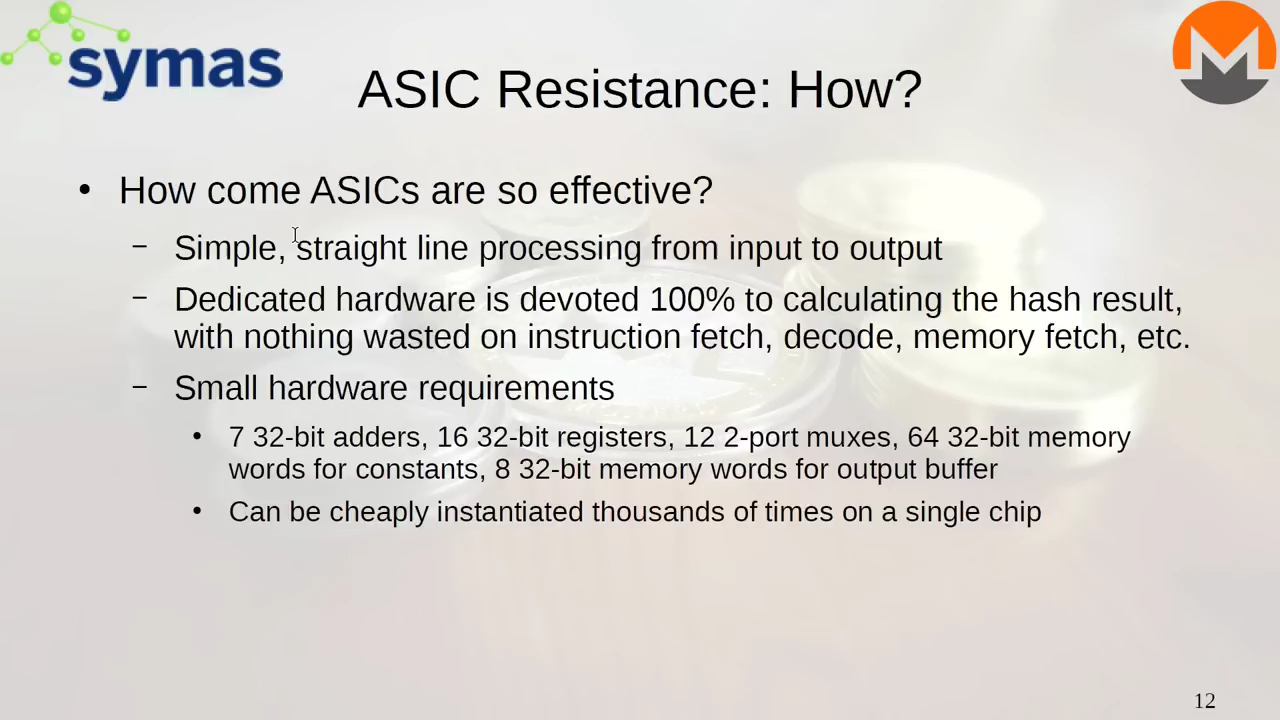 symas
ASIC Resistance: How?
• How come ASICs are so effective?
– Simple, straight line processing from input to output
– Dedicated hardware is devoted 100% to calculating the hash result,
with nothing wasted on instruction fetch, decode, memory fetch, etc.
– Small hardware requirements
• 7 32-bit adders, 16 32-bit registers, 12 2-port muxes, 64 32-bit memory
words for constants, 8 32-bit memory words for output buffer
• Can be cheaply instantiated thousands of times on a single chip
12